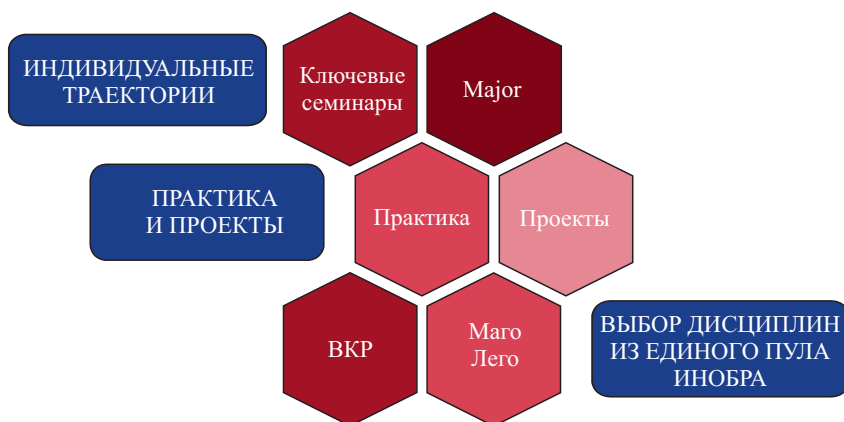 ИНДИВИДУАЛЬНЫЕ
ТРАЕКТОРИИ
Ключевые
семинары
Major
ПРАКТИКА
И ПРОЕКТЫ
Практика
Проекты
ВКР
Маго
Лего
ВЫБОР ДИСЦИПЛИН
ИЗ ЕДИНОГО ПУЛА
ИНОБРА